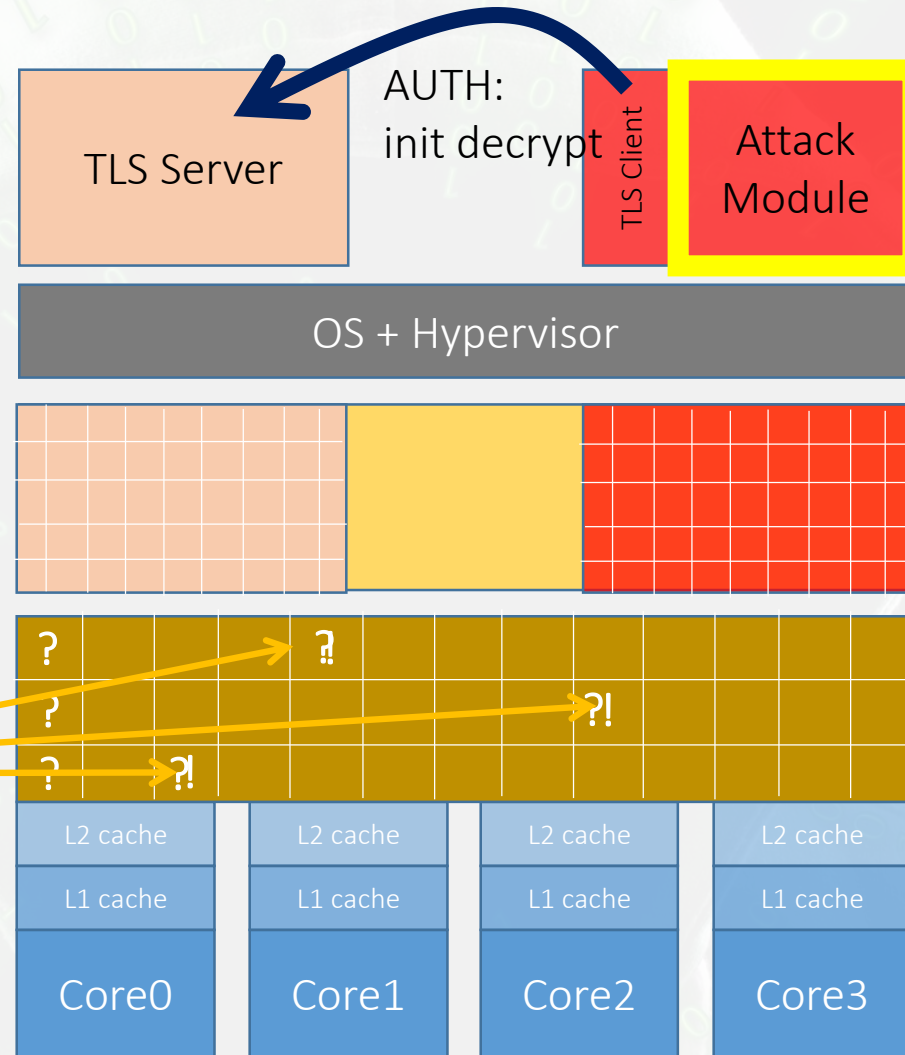 AUTH:
init decrypt
TLS Server
TLS Client
Attack
Module
OS + Hypervisor
? ?!
? ?!
? ?!
L2 cache L2 cache L2 cache L2 cache
L1 cache L1 cache L1 cache L1 cache
Core0 Core1 Core2 Core3